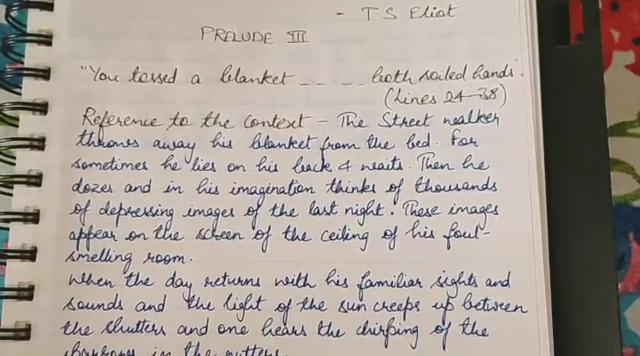 - T S Eliot
PRELUDE III
"You tossed a blanket _ _ _ _ both soiled hands".
(Lines 24-38)
Reference to the context - The Street walker
throws away his blanket from the bed. For
sometimes he lies on his back & waits. Then he
dozes and in his imagination thinks of thousands
of depressing images of the last night. These images
appear on the screen of the ceiling of his foul-
smelling room.
When the day returns with his familiar sights and
sounds and the light of the sun creeps up between
the shutters and one hears the chirping of the
sparrows in the gutters